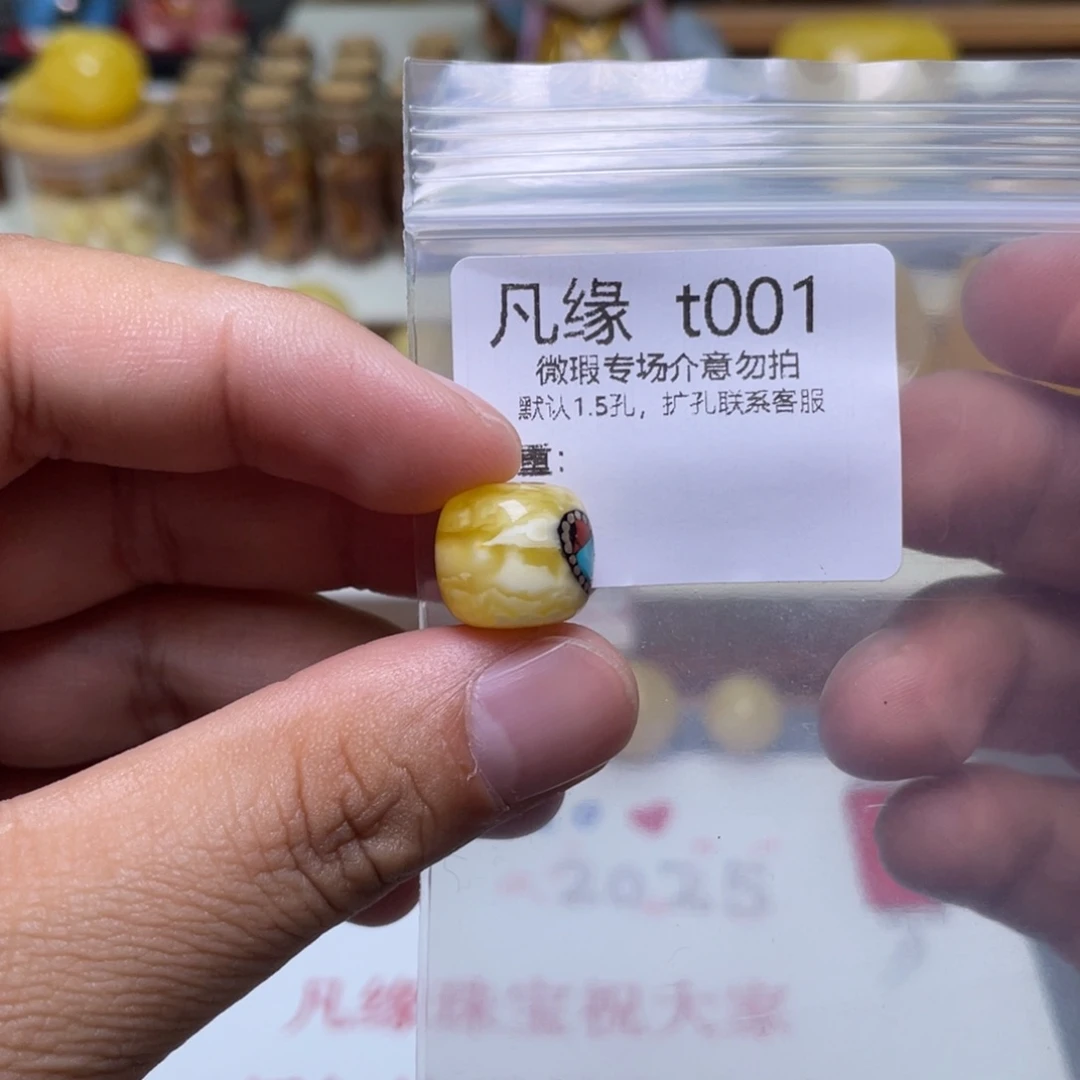 凡缘 t001
微瑕专场介意勿拍
默认1.5孔，扩孔联系客服
重：
2025
凡缘珠宝祝大家